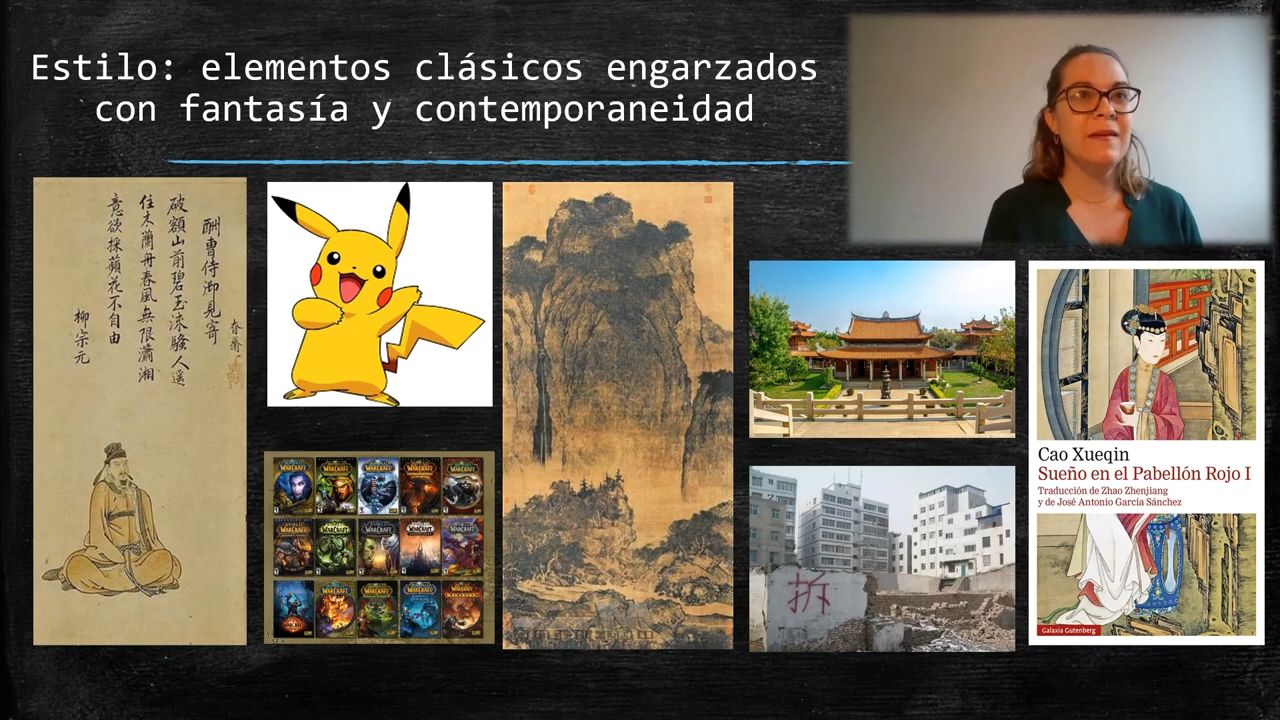 Estilo: elementos clásicos engarzados
con fantasía y contemporaneidad
酬曹侍御見寄
破額山前碧玉流騷人遥
住木蘭舟春風無限瀟湘
意欲採蘋花不自由
柳宗元
拆
Cao Xueqin
Sueño en el Pabellón Rojo I
Traducción de Zhao Zhenjiang
y de José Antonio García Sánchez
Galaxia Gutenberg